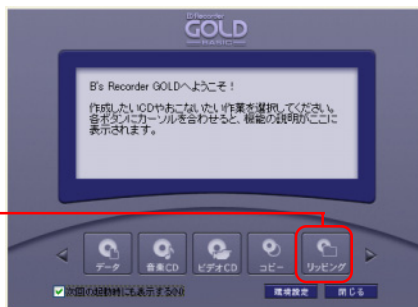 B's Recorder
GOLD
BASIC
B's Recorder GOLDへようこそ！
作成したいCDやおこないたい作業を選択してください。
各ボタンにカーソルを合わせると、機能の説明がここに
表示されます。
データ
音楽CD
ビデオCD
コピー
リッピング
次回の起動時にも表示する(X)
環境設定
閉じる